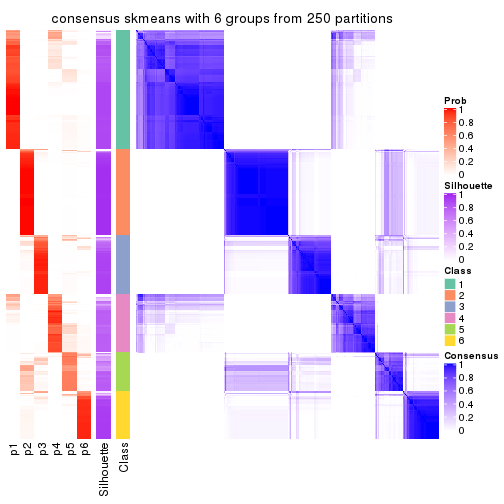 consensus skmeans with 6 groups from 250 partitions
Prob
1
0.8
0.6
0.4
0.2
0
Silhouette
1
0.8
0.6
0.4
0.2
0
Class
1
2
3
4
5
6
Consensus
1
0.8
0.6
0.4
0.2
0
p1
p2
p3
p4
p5
p6
Silhouette
Class